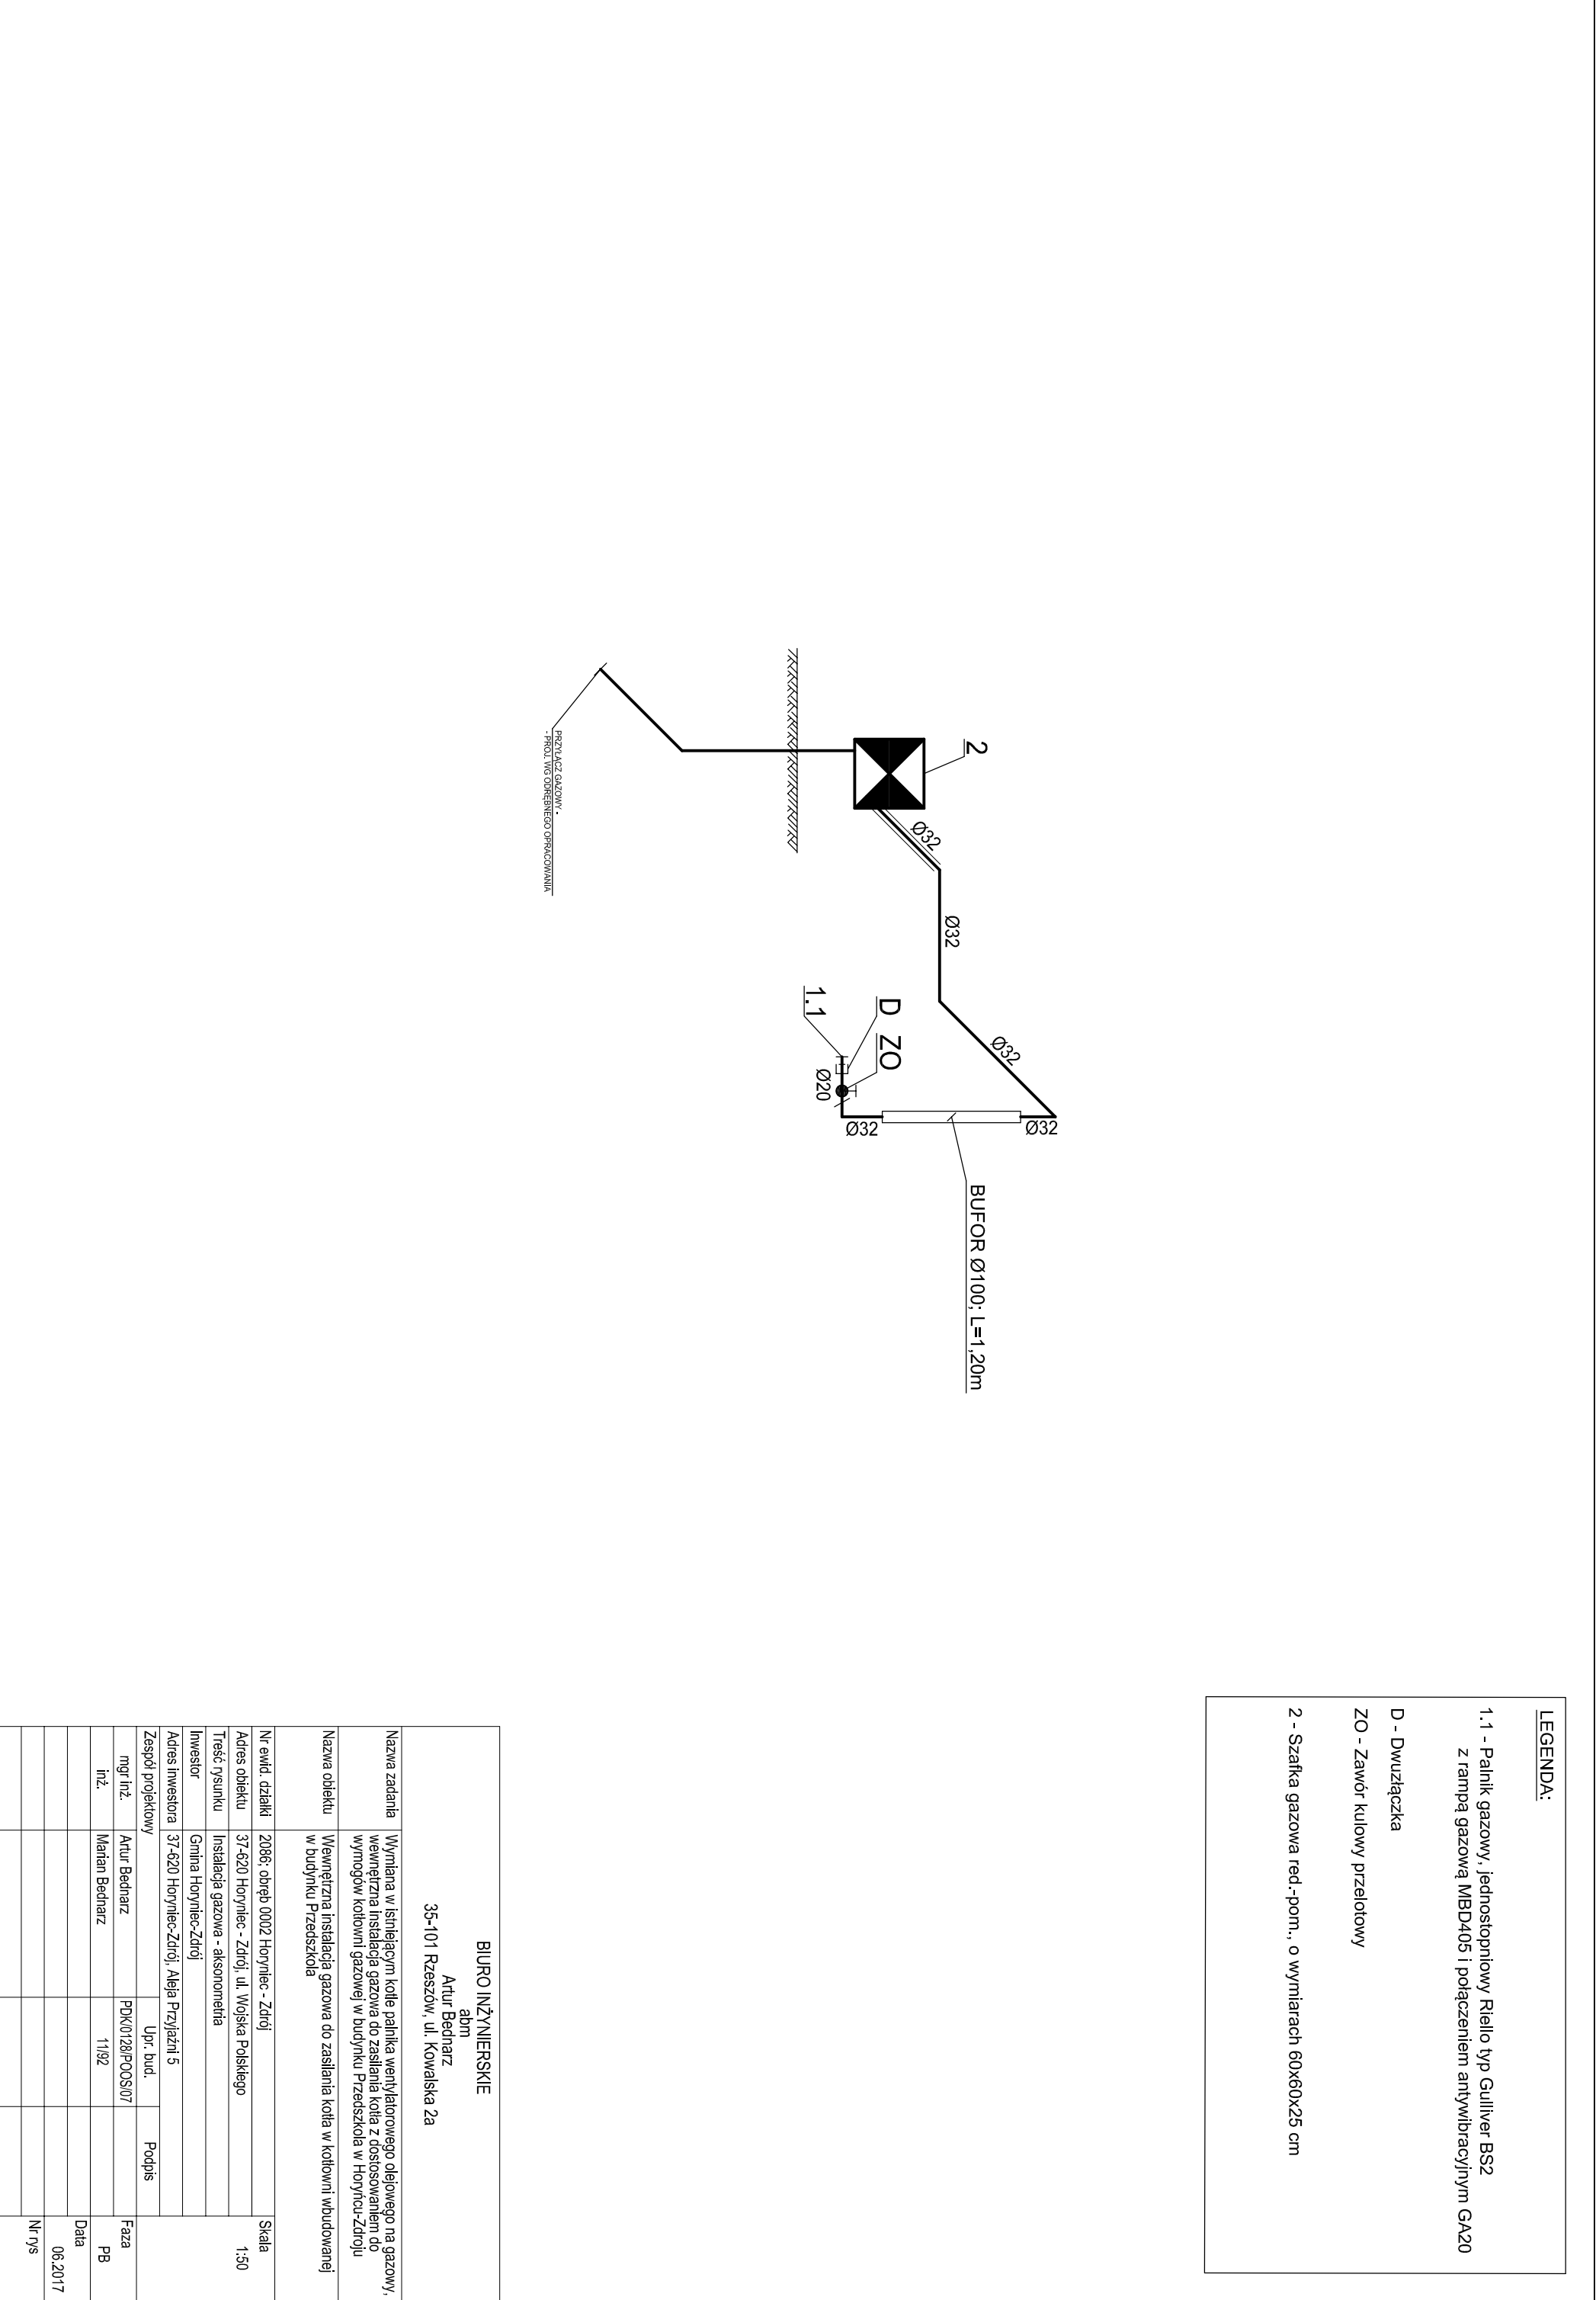 LEGENDA:
1.1 - Palnik gazowy, jednostopniowy Riello typ Gulliver BS2
z rampą gazową MBD405 i połączeniem antywibracyjnym GA20
D - Dwuzłączka
ZO - Zawór kulowy przelotowy
2 - Szafka gazowa red.-pom., o wymiarach 60x60x25 cm
2
Ø32
Ø32
Ø32
Ø32
BUFOR Ø100; L=1,20m
D ZO
1.1
Ø20
Ø32
PRZYŁĄCZ GAZOWY -
- PROJ. WG ODRĘBNEGO OPRACOWANIA
BIURO INŻYNIERSKIE
abm
Artur Bednarz
35-101 Rzeszów, ul. Kowalska 2a
Nazwa zadania
Wymiana w istniejącym kotle palnika wentylatorowego olejowego na gazowy,
wewnętrzna instalacja gazowa do zasilania kotła z dostosowaniem do
wymogów kotłowni gazowej w budynku Przedszkola w Horyńcu-Zdroju
Nazwa obiektu
Wewnętrzna instalacja gazowa do zasilania kotła w kotłowni wbudowanej
w budynku Przedszkola
Nr ewid. działki 2086; obręb 0002 Horyniec - Zdrój Skala
Adres obiektu 37-620 Horyniec - Zdrój, ul. Wojska Polskiego 1:50
Treść rysunku Instalacja gazowa - aksonometria
Inwestor Gmina Horyniec-Zdrój
Adres inwestora 37-620 Horyniec-Zdrój, Aleja Przyjaźni 5
Zespół projektowy Upr. bud. Podpis
mgr inż. Artur Bednarz PDK/0128/POOS/07 Faza
inż. Marian Bednarz 11/92 PB
Data
06.2017
Nr rys